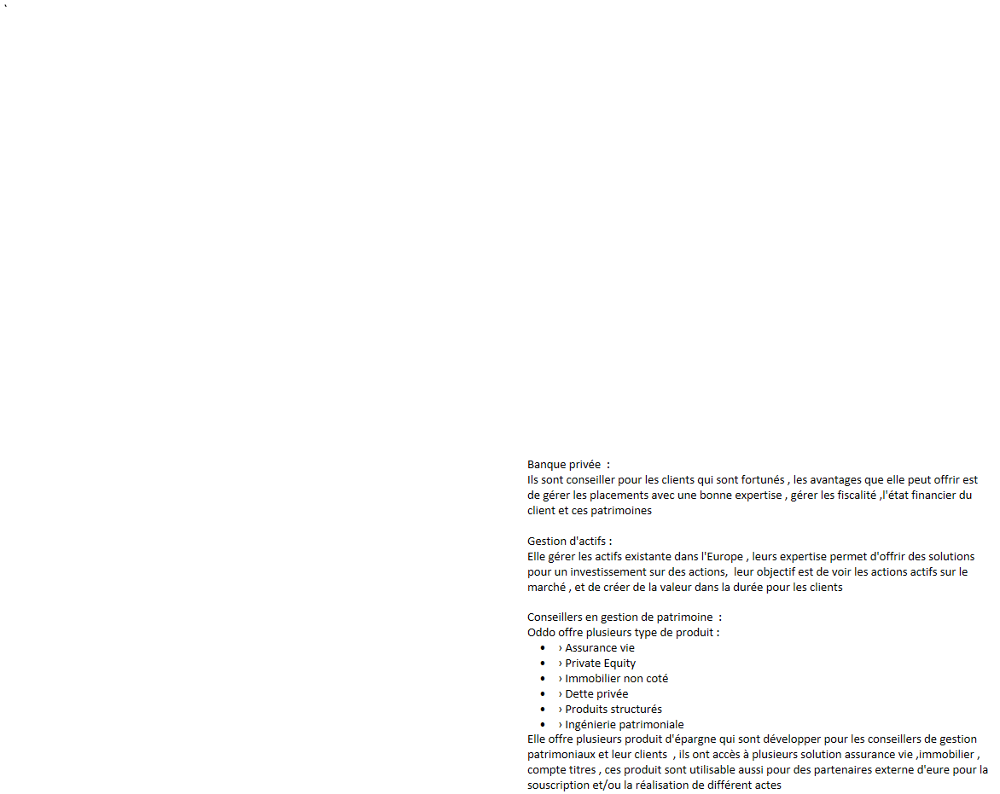 `
Banque privée  :
Ils sont conseiller pour les clients qui sont fortunés , les avantages que elle peut offrir est
de gérer les placements avec une bonne expertise , gérer les fiscalité ,l'état financier du
client et ces patrimoines
Gestion d'actifs :
Elle gérer les actifs existante dans l'Europe , leurs expertise permet d'offrir des solutions
pour un investissement sur des actions,  leur objectif est de voir les actions actifs sur le
marché , et de créer de la valeur dans la durée pour les clients
Conseillers en gestion de patrimoine  :
Oddo offre plusieurs type de produit :
• › Assurance vie
• › Private Equity
• › Immobilier non coté
• › Dette privée
• › Produits structurés
• › Ingénierie patrimoniale
Elle offre plusieurs produit d'épargne qui sont développer pour les conseillers de gestion
patrimoniaux et leur clients  , ils ont accès à plusieurs solution assurance vie ,immobilier ,
compte titres , ces produit sont utilisable aussi pour des partenaires externe d'eure pour la
souscription et/ou la réalisation de différent actes